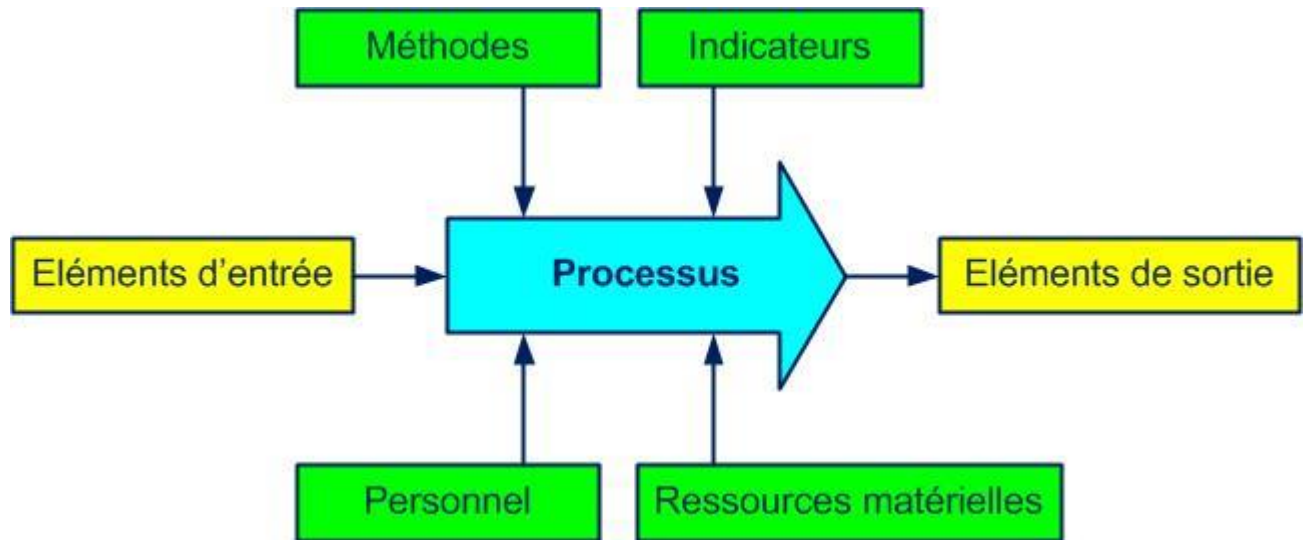 Méthodes
Indicateurs
Eléments d’entrée
Processus
Eléments de sortie
Personnel
Ressources matérielles